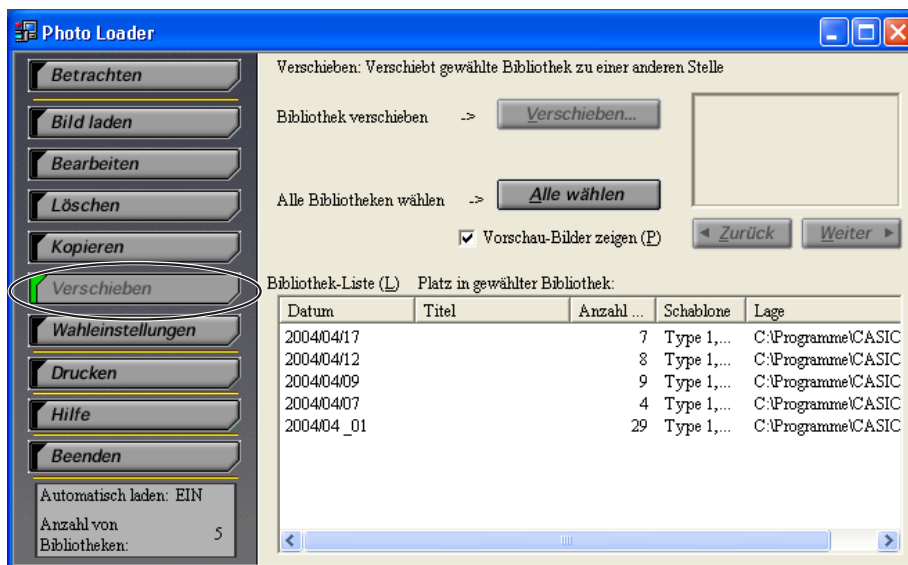 Photo Loader
Betrachten
Bild laden
Bearbeiten
Löschen
Kopieren
Verschieben
Wahleinstellungen
Drucken
Hilfe
Beenden
Automatisch laden: EIN
Anzahl von
Bibliotheken: 5
Verschieben: Verschiebt gewählte Bibliothek zu einer anderen Stelle
Bibliothek verschieben -> Verschieben...
Alle Bibliotheken wählen -> Alle wählen
Vorschau-Bilder zeigen (P)
Zurück Weiter
Bibliothek-Liste (L) Platz in gewählter Bibliothek:
Datum Titel Anzahl ... Schablone Lage
2004/04/17 7 Type 1,... C:\Programme\CASIC
2004/04/12 8 Type 1,... C:\Programme\CASIC
2004/04/09 9 Type 1,... C:\Programme\CASIC
2004/04/07 4 Type 1,... C:\Programme\CASIC
2004/04 _01 29 Type 1,... C:\Programme\CASIC